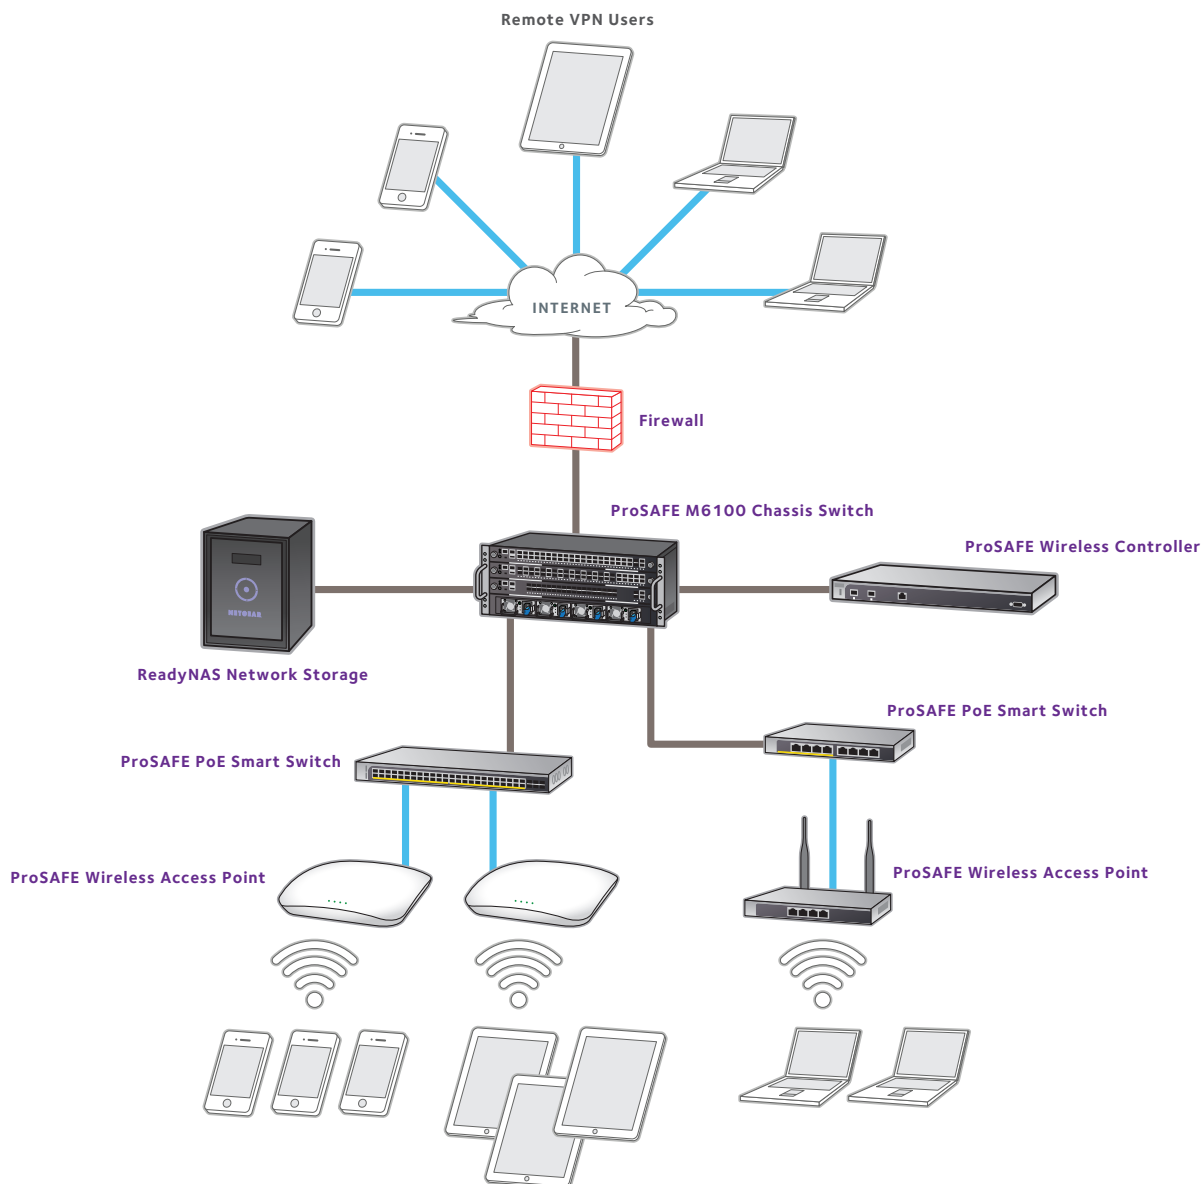 Remote VPN Users
INTERNET
Firewall
ProSAFE M6100 Chassis Switch
ProSAFE Wireless Controller
NETGEAR
ReadyNAS Network Storage
ProSAFE PoE Smart Switch
ProSAFE PoE Smart Switch
ProSAFE Wireless Access Point
ProSAFE Wireless Access Point